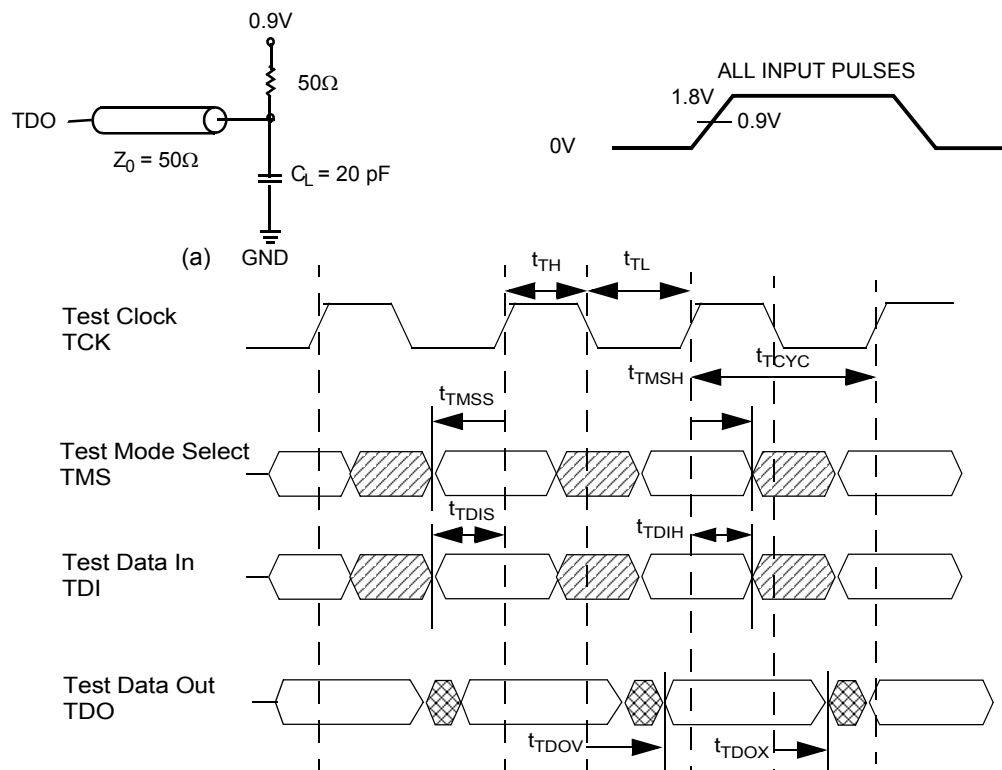 0.9V
50Ω
TDO
Z0 = 50Ω
CL = 20 pF
(a) GND
ALL INPUT PULSES
1.8V
0.9V
0V
tTH
tTL
Test Clock
TCK
tTCYC
tTMSH
tTMSS
Test Mode Select
TMS
tTDIS
tTDIH
Test Data In
TDI
Test Data Out
TDO
tTDOV
tTDOX